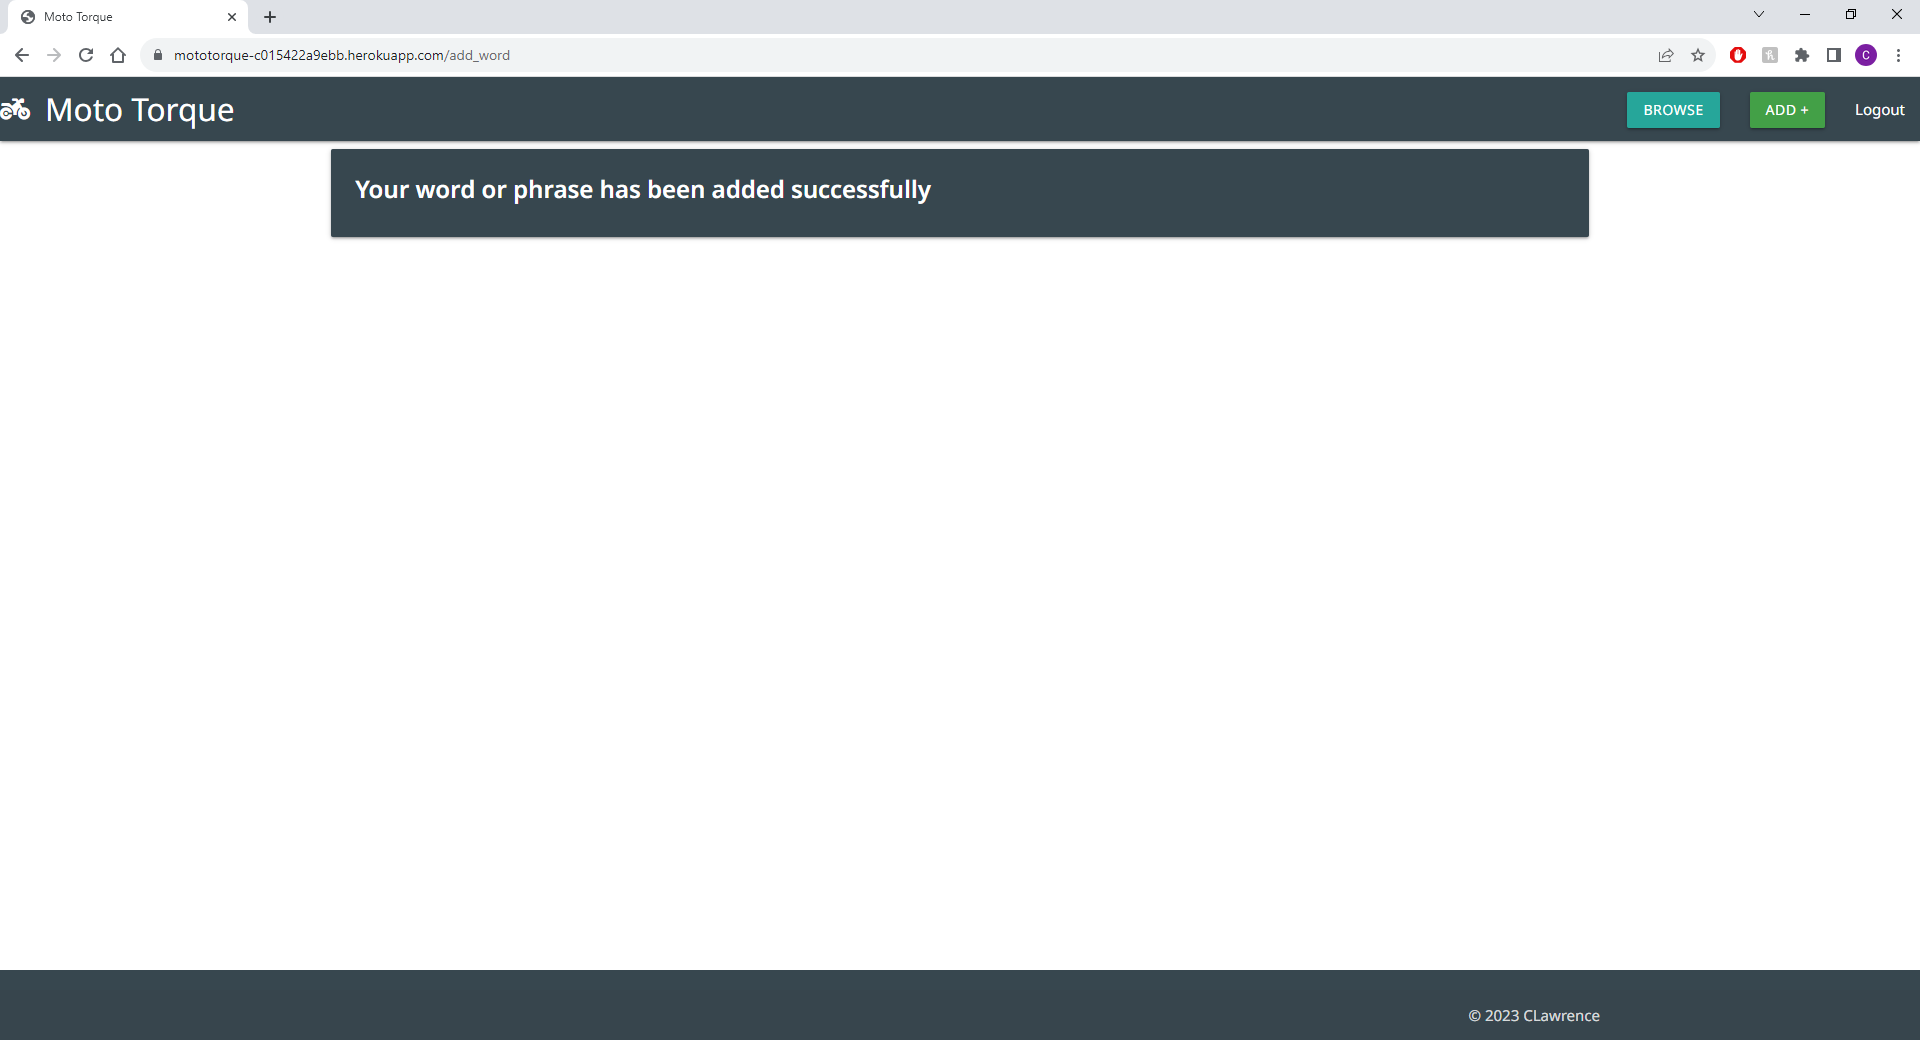 Moto Torque
mototorque-c015422a9ebb.herokuapp.com/add_word
C
Moto Torque
BROWSE
ADD +
Logout
Your word or phrase has been added successfully
© 2023 CLawrence